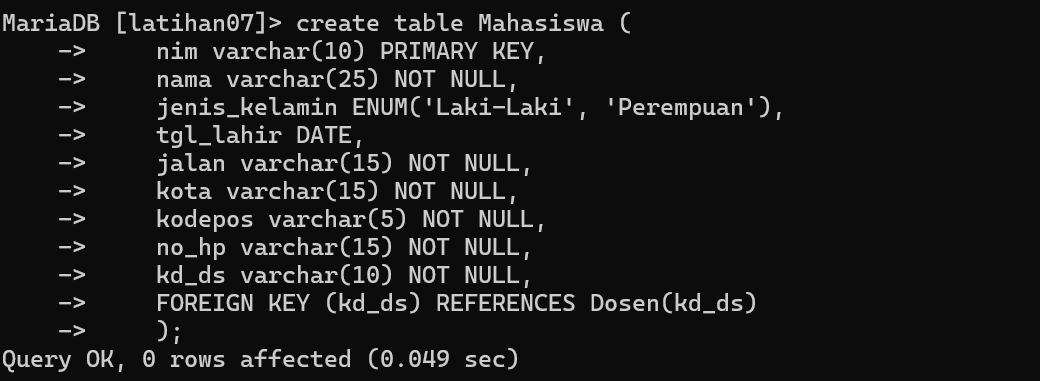 MariaDB [latihan07]> create table Mahasiswa (
    ->     nim varchar(10) PRIMARY KEY,
    ->     nama varchar(25) NOT NULL,
    ->     jenis_kelamin ENUM('Laki-Laki', 'Perempuan'),
    ->     tgl_lahir DATE,
    ->     jalan varchar(15) NOT NULL,
    ->     kota varchar(15) NOT NULL,
    ->     kodepos varchar(5) NOT NULL,
    ->     no_hp varchar(15) NOT NULL,
    ->     kd_ds varchar(10) NOT NULL,
    ->     FOREIGN KEY (kd_ds) REFERENCES Dosen(kd_ds)
    ->     );
Query OK, 0 rows affected (0.049 sec)